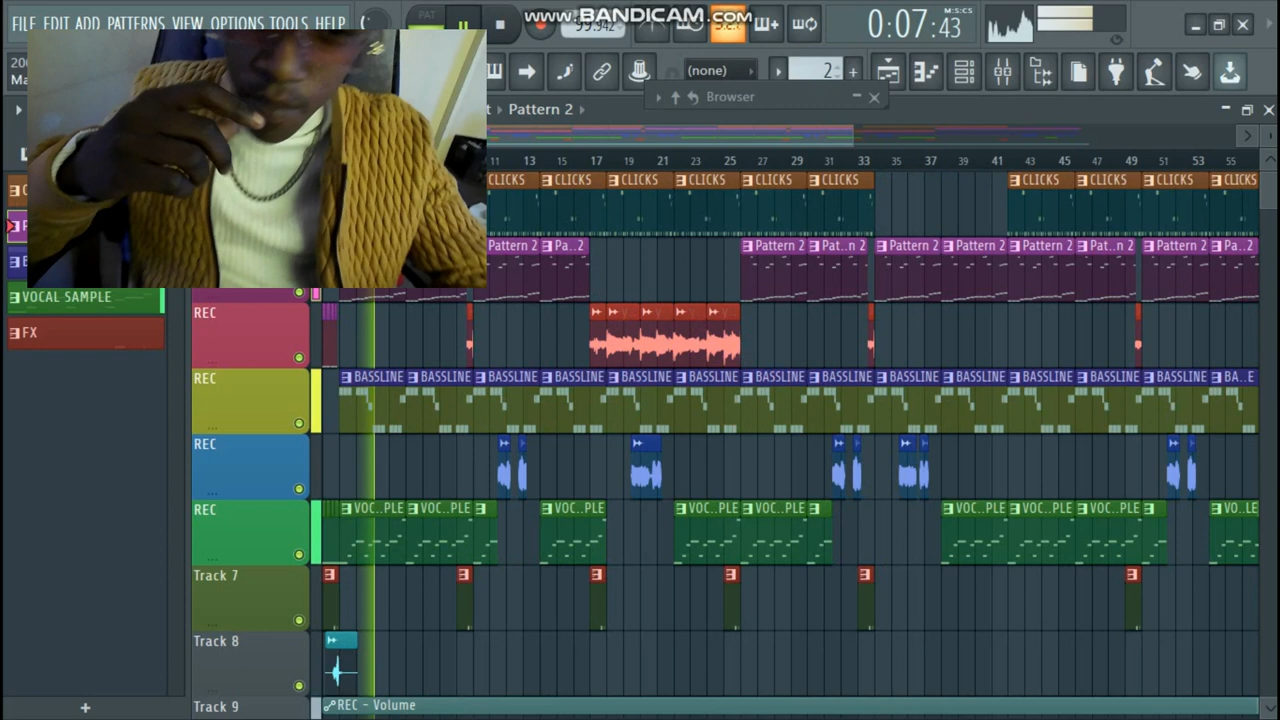 FILE EDIT ADD PATTERNS VIEW OPTIONS TOOLS HELP
PAT
www.BANDICAM.com
0:07:43
M:S:CS
(none)
2
Browser
Pattern 2
11 13 15 17 19 21 23 25 27 29 31 33 35 37 39 41 43 45 47 49 51 53 55
CLICKS CLICKS CLICKS CLICKS CLICKS CLICKS CLICKS CLICKS CLICKS CLICKS
Pattern 2 Pa..2 Pattern 2 Pat..n 2 Pattern 2 Pattern 2 Pattern 2 Pat..n 2 Pattern 2 Pa..2
VOCAL SAMPLE
FX
REC
REC
BASSLINE BASSLINE BASSLINE BASSLINE BASSLINE BASSLINE BASSLINE BASSLINE BASSLINE BASSLINE BASSLINE BASSLINE BASSLINE BA..E
REC
REC
VOC..PLE VOC..PLE VOC..PLE VOC..PLE VOC..PLE VOC..PLE VOC..PLE VOC..PLE VO..LE
Track 7
Track 8
Track 9
REC - Volume